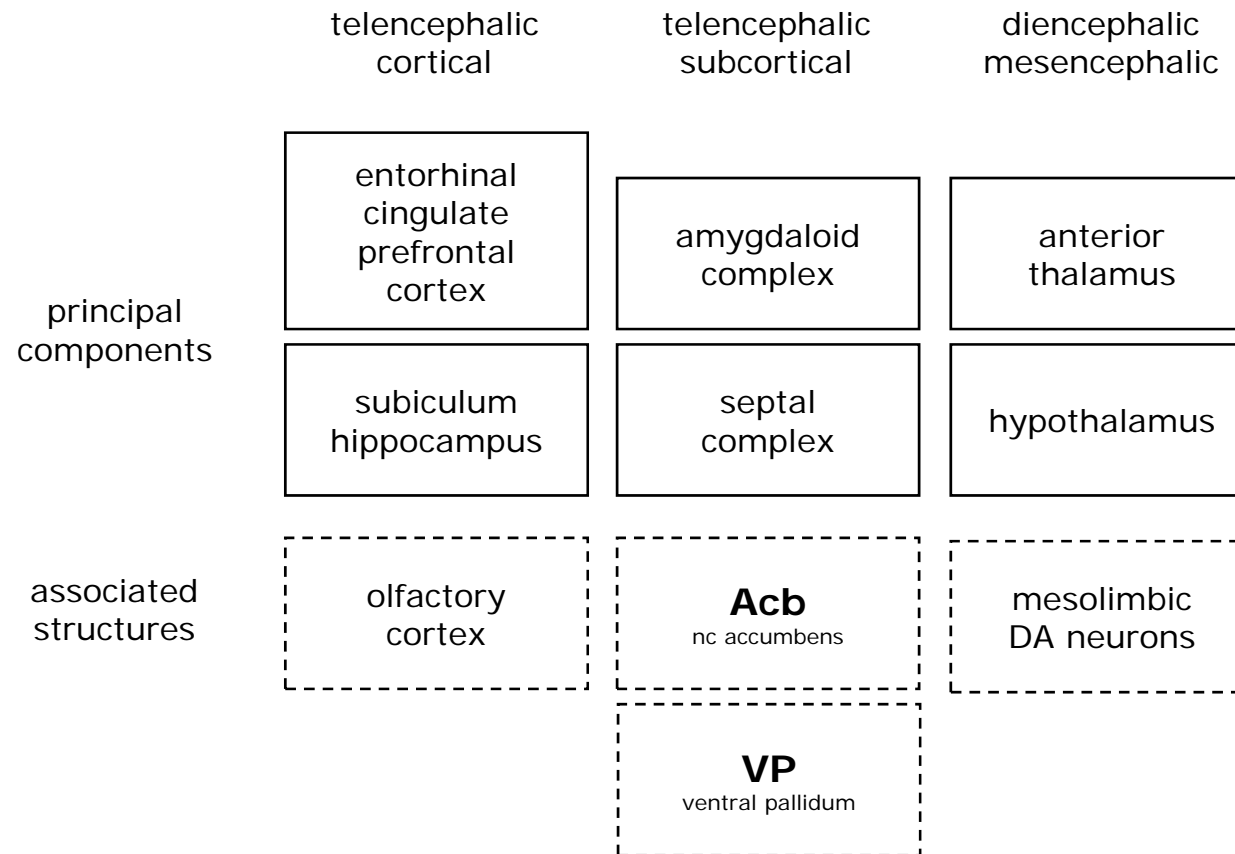 telencephalic
cortical
telencephalic
subcortical
diencephalic
mesencephalic
principal
components
entorhinal
cingulate
prefrontal
cortex
amygdaloid
complex
anterior
thalamus
subiculum
hippocampus
septal
complex
hypothalamus
associated
structures
olfactory
cortex
Acb
nc accumbens
mesolimbic
DA neurons
VP
ventral pallidum